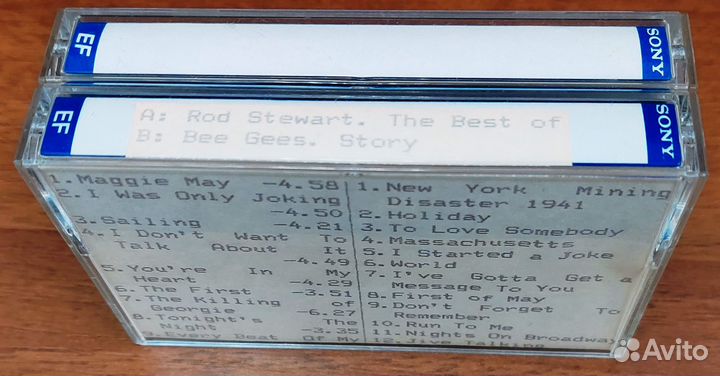 EF
SONY
EF
A: Rod Stewart. The Best of
B: Bee Gees. Story
SONY
1.Maggie May -4.58
2.I Was Only Joking
-4.50
3.Sailing -4.21
4.I Don't Want To
Talk About It
-4.49
5.You're In My
Heart -4.29
6.The First -3.51
7.The Killing of
Georgie -6.27
8.Tonight's The
Night -3.35
9.Every Beat Of My
1.New York Mining
Disaster 1941
2.Holiday
3.To Love Somebody
4.Massachusetts
5.I Started a Joke
6.World
7.I've Gotta Get a
Message To You
8.First of May
9.Don't Forget To
Remember
10.Run To Me
11.Nights On Broadway
12.Jive Talking
Avito